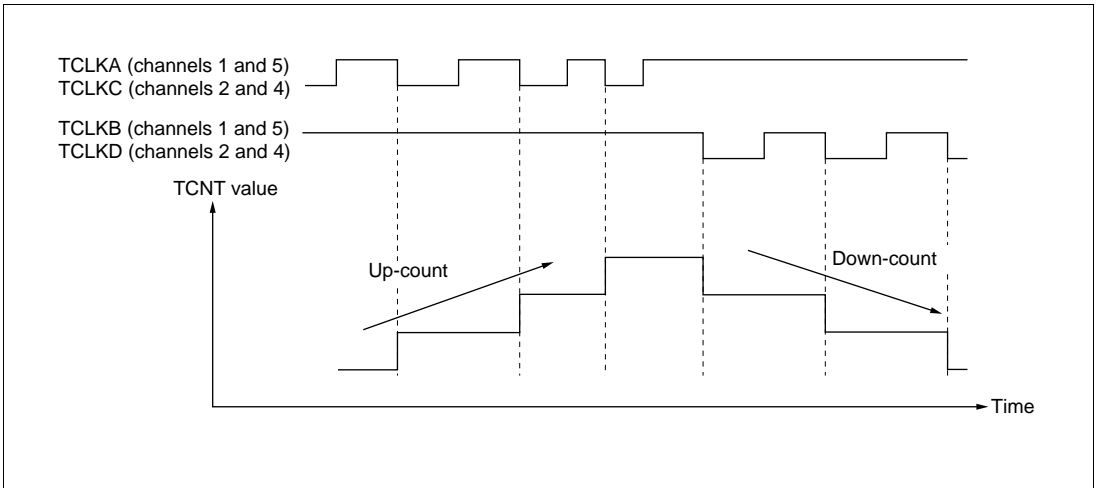 TCLKA (channels 1 and 5)
TCLKC (channels 2 and 4)
TCLKB (channels 1 and 5)
TCLKD (channels 2 and 4)
TCNT value
Up-count
Down-count
Time